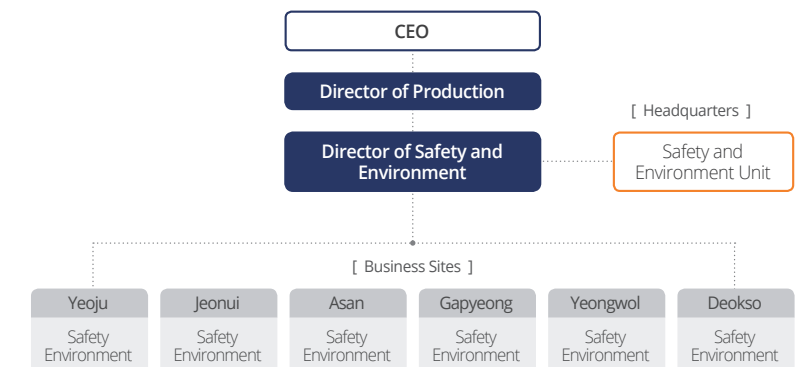 CEO
Director of Production
[ Headquarters ]
Director of Safety and
Environment
Safety and
Environment Unit
[ Business Sites ]
Yeoju
Jeonui
Asan
Gapyeong
Yeongwol
Deokso
Safety
Environment
Safety
Environment
Safety
Environment
Safety
Environment
Safety
Environment
Safety
Environment